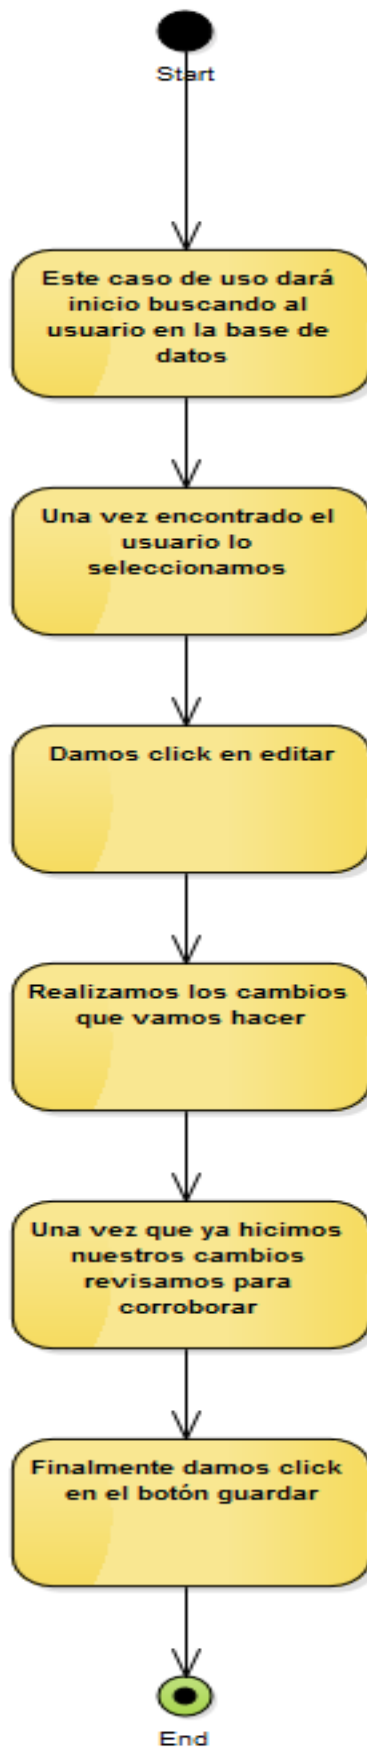 Start
Este caso de uso dará
inicio buscando al
usuario en la base de
datos
Una vez encontrado el
usuario lo
seleccionamos
Damos click en editar
Realizamos los cambios
que vamos hacer
Una vez que ya hicimos
nuestros cambios
revisamos para
corroborar
Finalmente damos click
en el botón guardar
End